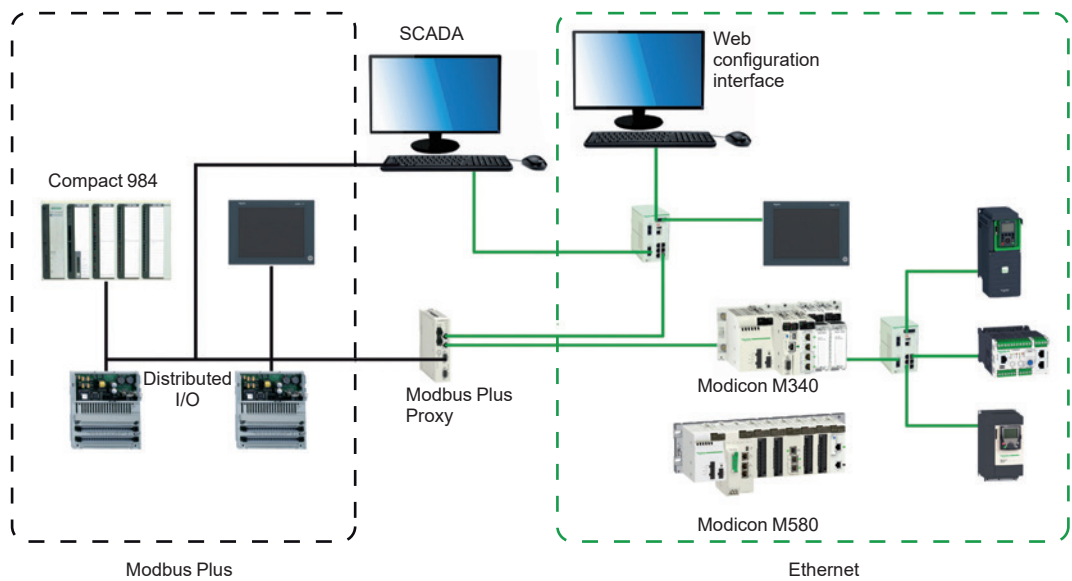 SCADA
Web
configuration
interface
Compact 984
Distributed
I/O
Modbus Plus
Proxy
Modicon M340
Modicon M580
Modbus Plus
Ethernet